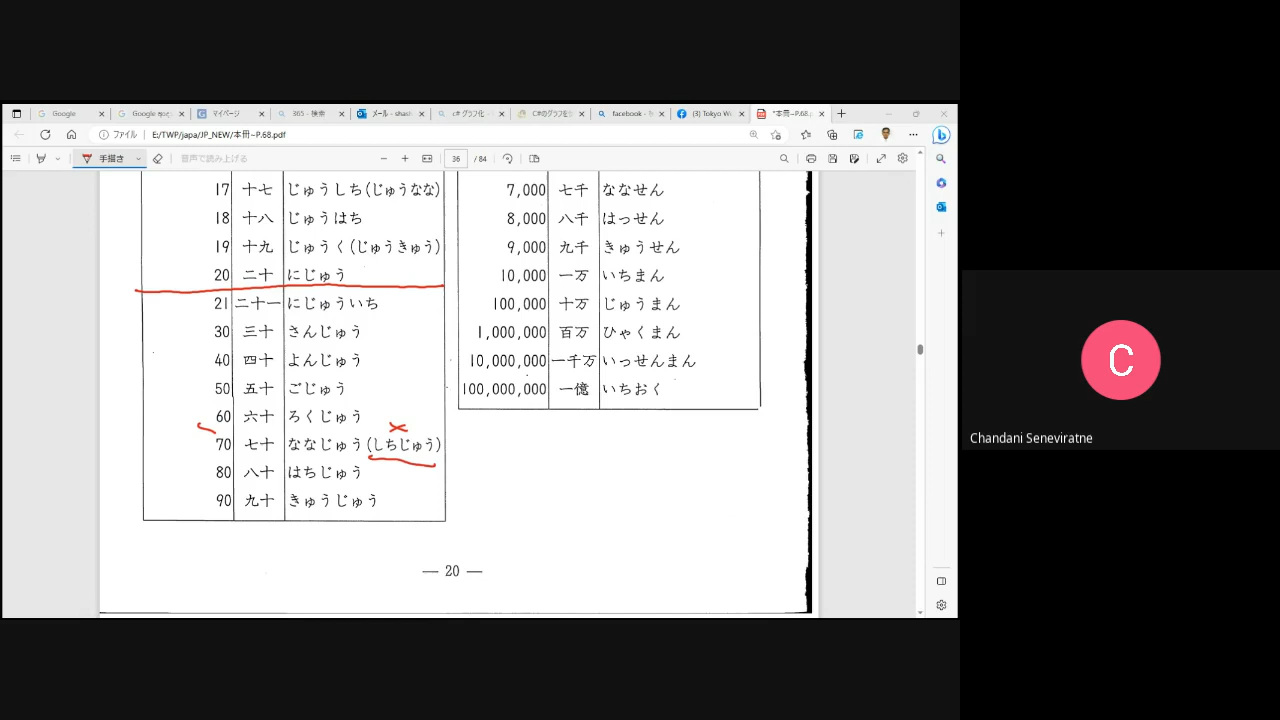 Google
Google
マイページ
365 - 検索
メール - shas
C# グラフ化 -
C#のグラフを
facebook -
(3) Tokyo W
*本冊~P.68.
ファイル E:/TWP/japa/JP_NEW/本冊~P.68.pdf
手描き 音声で読み上げる 36 / 84
17 十七 じゅうしち(じゅうなな)
18 十八 じゅうはち
19 十九 じゅうく(じゅうきゅう)
20 二十 にじゅう
21 二十一 にじゅういち
30 三十 さんじゅう
40 四十 よんじゅう
50 五十 ごじゅう
60 六十 ろくじゅう
70 七十 ななじゅう(しちじゅう)
80 八十 はちじゅう
90 九十 きゅうじゅう
7,000 七千 ななせん
8,000 八千 はっせん
9,000 九千 きゅうせん
10,000 一万 いちまん
100,000 十万 じゅうまん
1,000,000 百万 ひゃくまん
10,000,000 一千万 いっせんまん
100,000,000 一億 いちおく
— 20 —
C
Chandani Seneviratne